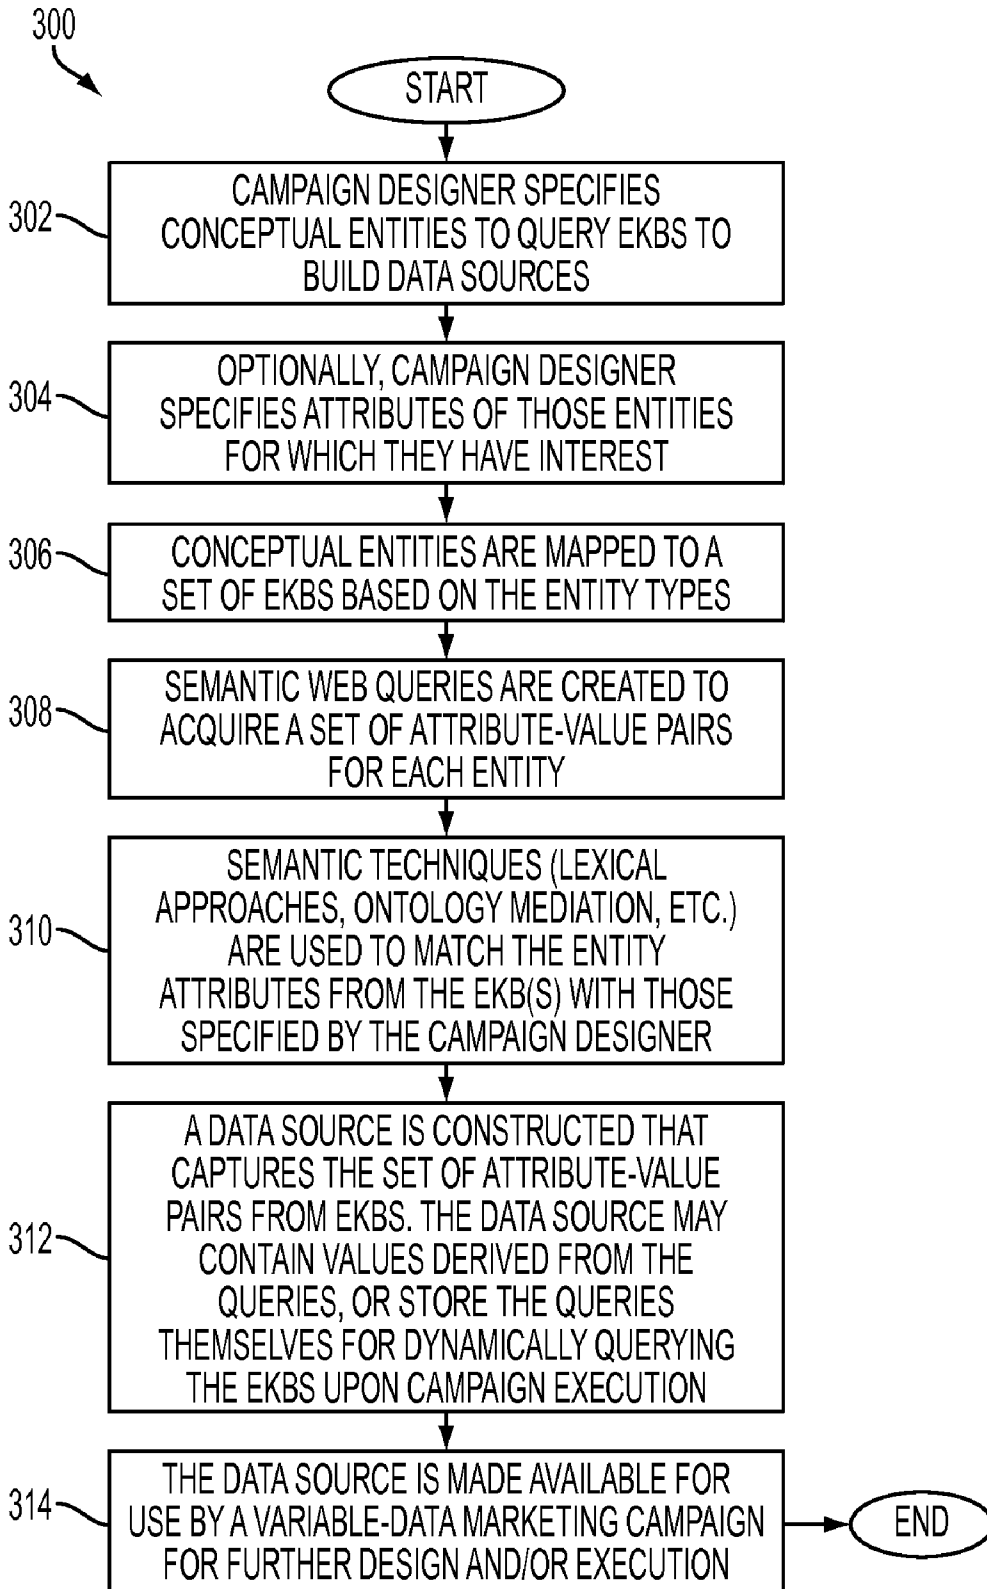 300
START
302
CAMPAIGN DESIGNER SPECIFIES
CONCEPTUAL ENTITIES TO QUERY EKBS TO
BUILD DATA SOURCES
304
OPTIONALLY, CAMPAIGN DESIGNER
SPECIFIES ATTRIBUTES OF THOSE ENTITIES
FOR WHICH THEY HAVE INTEREST
306
CONCEPTUAL ENTITIES ARE MAPPED TO A
SET OF EKBS BASED ON THE ENTITY TYPES
308
SEMANTIC WEB QUERIES ARE CREATED TO
ACQUIRE A SET OF ATTRIBUTE-VALUE PAIRS
FOR EACH ENTITY
310
SEMANTIC TECHNIQUES (LEXICAL
APPROACHES, ONTOLOGY MEDIATION, ETC.)
ARE USED TO MATCH THE ENTITY
ATTRIBUTES FROM THE EKB(S) WITH THOSE
SPECIFIED BY THE CAMPAIGN DESIGNER
312
A DATA SOURCE IS CONSTRUCTED THAT
CAPTURES THE SET OF ATTRIBUTE-VALUE
PAIRS FROM EKBS. THE DATA SOURCE MAY
CONTAIN VALUES DERIVED FROM THE
QUERIES, OR STORE THE QUERIES
THEMSELVES FOR DYNAMICALLY QUERYING
THE EKBS UPON CAMPAIGN EXECUTION
314
THE DATA SOURCE IS MADE AVAILABLE FOR
USE BY A VARIABLE-DATA MARKETING CAMPAIGN
FOR FURTHER DESIGN AND/OR EXECUTION
END